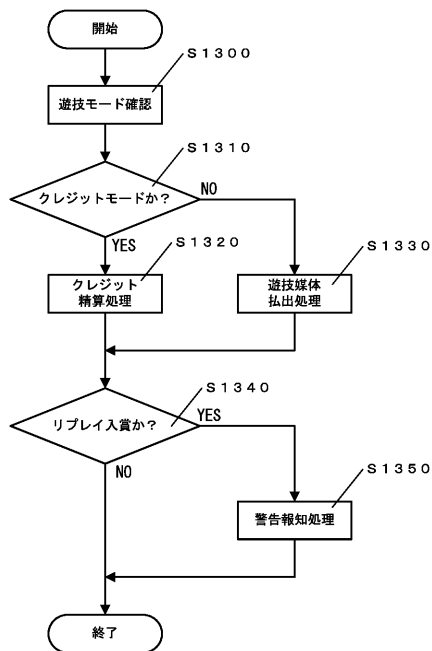 開始
S1300
遊技モード確認
S1310
クレジットモードか？
NO
YES
S1320
クレジット
精算処理
S1330
遊技媒体
払出処理
S1340
リプレイ入賞か？
YES
NO
S1350
警告報知処理
終了